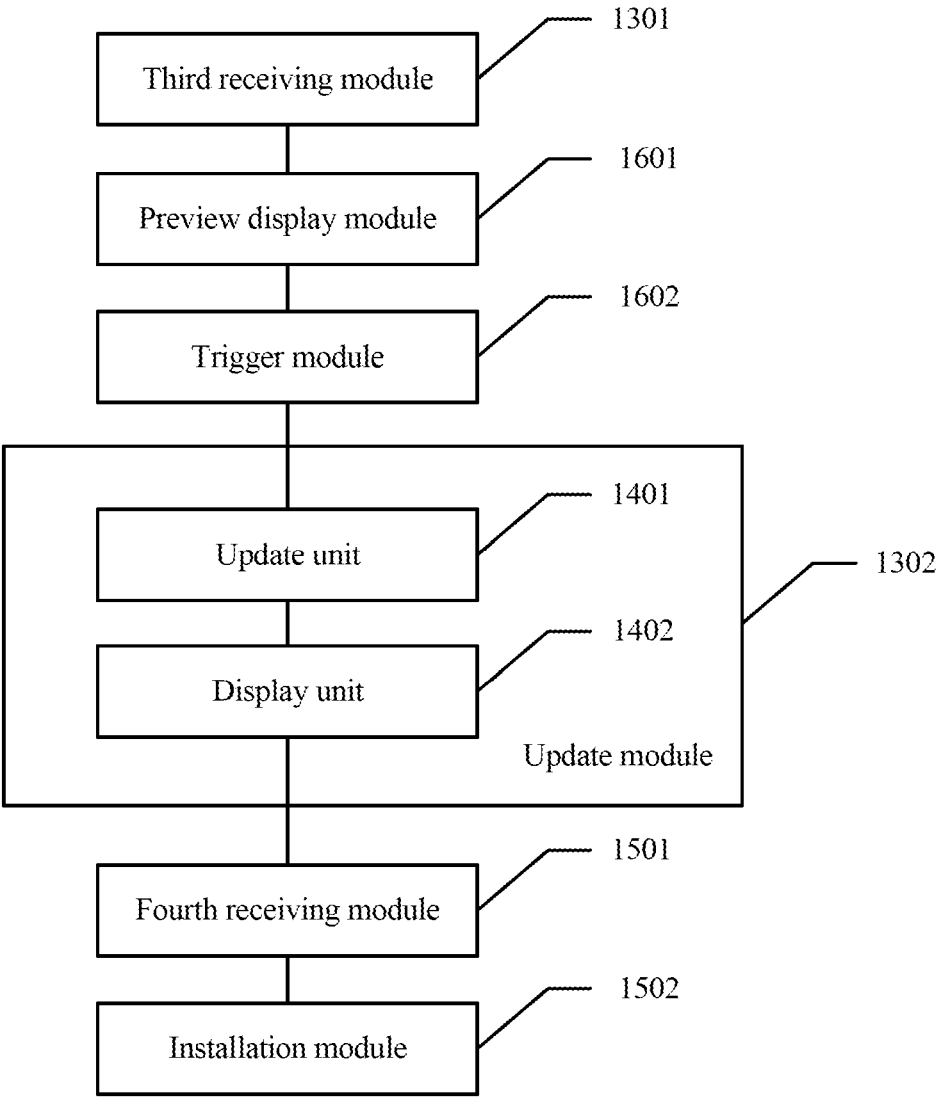 1301
Third receiving module
1601
Preview display module
1602
Trigger module
1401
Update unit
1302
1402
Display unit
Update module
1501
Fourth receiving module
1502
Installation module